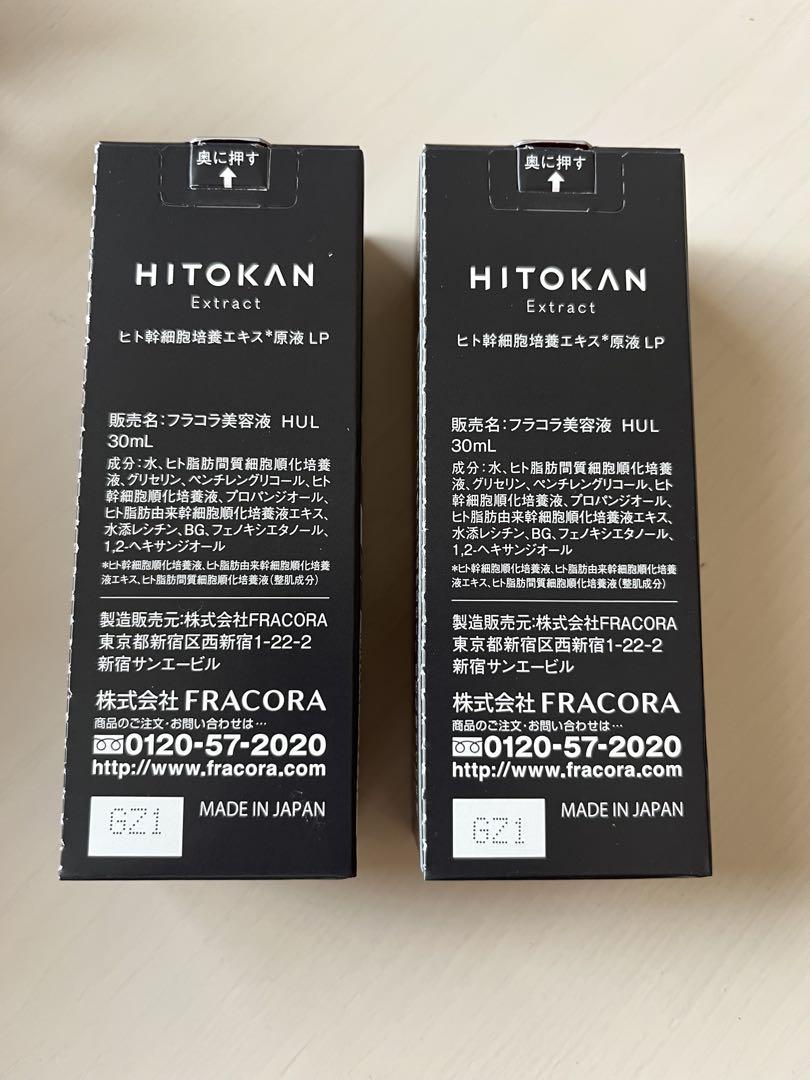 奥に押す
HITOKAN
Extract
ヒト幹細胞培養エキス*原液 LP
販売名：フラコラ美容液 HUL
30mL
成分：水、ヒト脂肪間質細胞順化培養
液、グリセリン、ペンチレングリコール、ヒト
幹細胞順化培養液、プロパンジオール、
ヒト脂肪由来幹細胞順化培養液エキス、
水添レシチン、BG、フェノキシエタノール、
1,2-ヘキサンジオール
*ヒト幹細胞順化培養液、ヒト脂肪由来幹細胞順化培養
液エキス、ヒト脂肪間質細胞順化培養液（整肌成分）
製造販売元：株式会社FRACORA
東京都新宿区西新宿1-22-2
新宿サンエービル
株式会社 FRACORA
商品のご注文・お問い合わせは…
0120-57-2020
http://www.fracora.com
MADE IN JAPAN
GZ1
奥に押す
HITOKAN
Extract
ヒト幹細胞培養エキス*原液 LP
販売名：フラコラ美容液 HUL
30mL
成分：水、ヒト脂肪間質細胞順化培養
液、グリセリン、ペンチレングリコール、ヒト
幹細胞順化培養液、プロパンジオール、
ヒト脂肪由来幹細胞順化培養液エキス、
水添レシチン、BG、フェノキシエタノール、
1,2-ヘキサンジオール
*ヒト幹細胞順化培養液、ヒト脂肪由来幹細胞順化培養
液エキス、ヒト脂肪間質細胞順化培養液（整肌成分）
製造販売元：株式会社FRACORA
東京都新宿区西新宿1-22-2
新宿サンエービル
株式会社 FRACORA
商品のご注文・お問い合わせは…
0120-57-2020
http://www.fracora.com
MADE IN JAPAN
GZ1